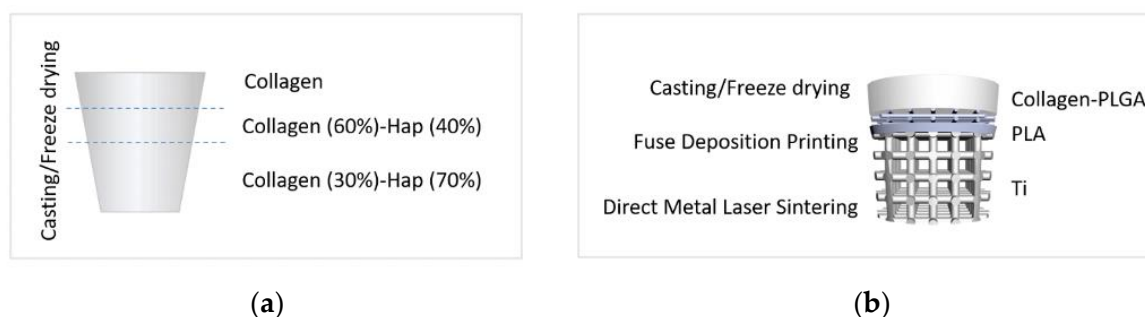 Casting/Freeze drying
Collagen
Collagen (60%)-Hap (40%)
Collagen (30%)-Hap (70%)
Casting/Freeze drying
Collagen-PLGA
Fuse Deposition Printing
PLA
Direct Metal Laser Sintering
Ti
(a)
(b)